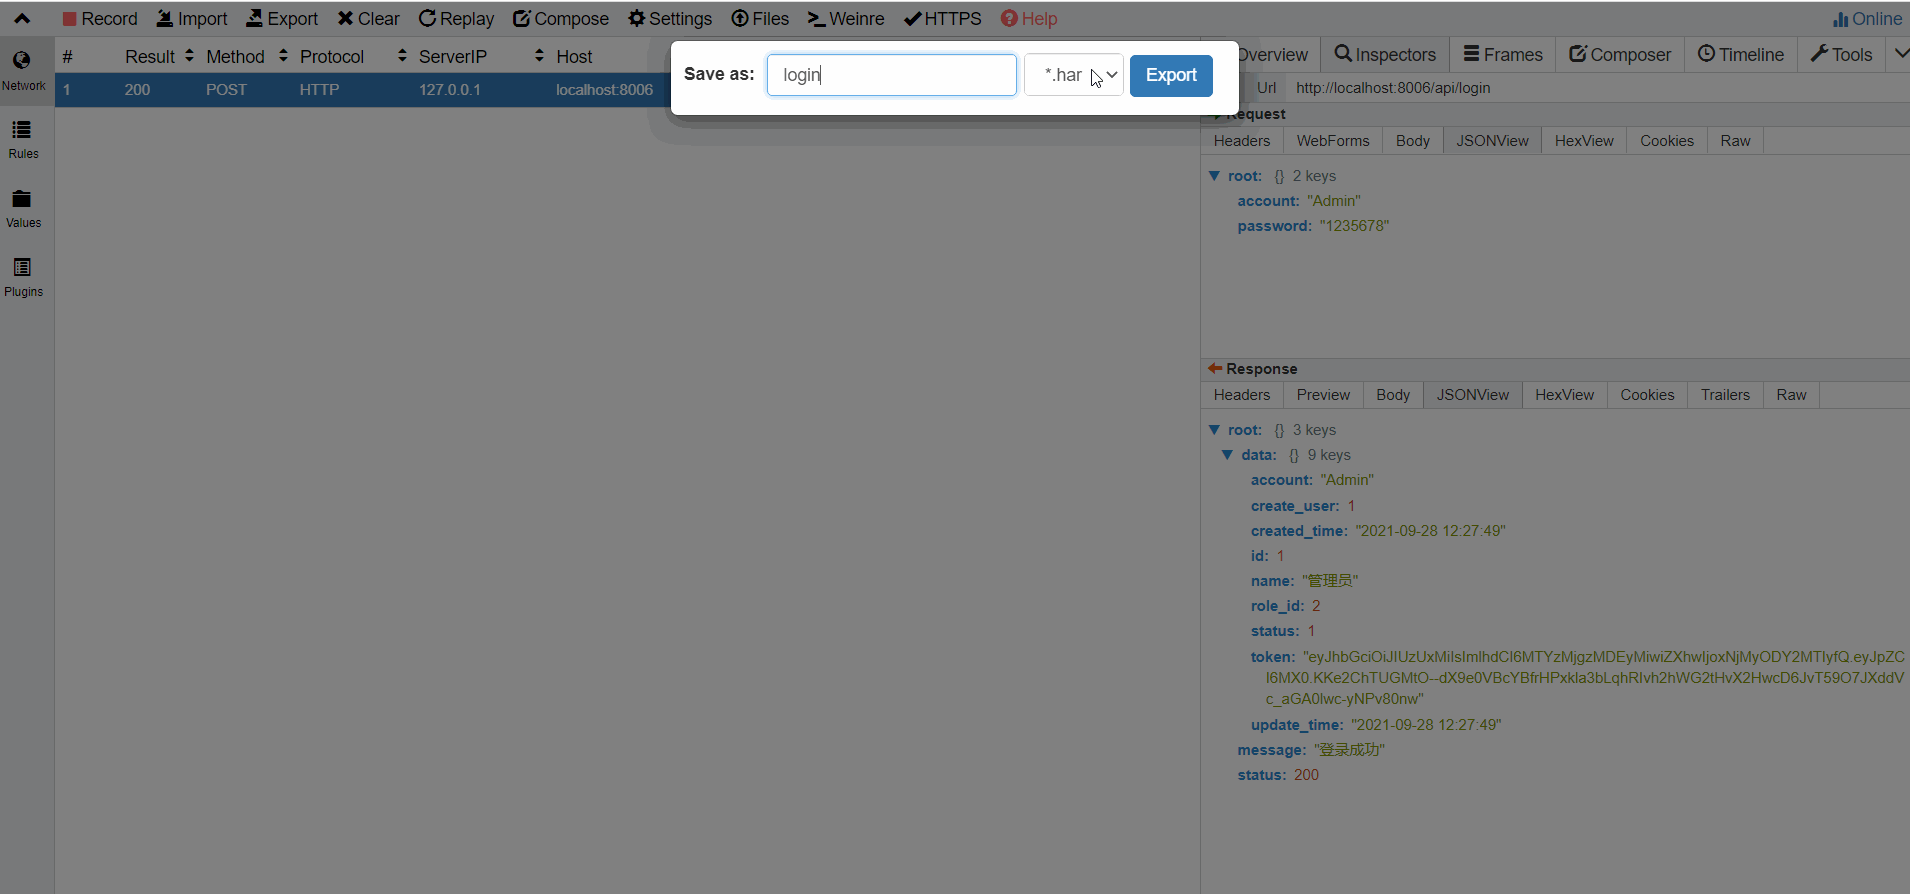 Record Import Export Clear Replay Compose Settings Files Weinre HTTPS Help Online
Network
Rules
Values
Plugins
# Result Method Protocol ServerIP Host
1 200 POST HTTP 127.0.0.1 localhost:8006
Save as: login *.har Export
Overview Inspectors Frames Composer Timeline Tools
Url http://localhost:8006/api/login
Request
Headers WebForms Body JSONView HexView Cookies Raw
root: {} 2 keys
account: "Admin"
password: "1235678"
Response
Headers Preview Body JSONView HexView Cookies Trailers Raw
root: {} 3 keys
data: {} 9 keys
account: "Admin"
create_user: 1
created_time: "2021-09-28 12:27:49"
id: 1
name: "管理员"
role_id: 2
status: 1
token: "eyJhbGciOiJIUzUxMiIsImlhdCI6MTYzMjgzMDEyMiwiZXhwIjoxNjMyODY2MTIyfQ.eyJpZC
I6MX0.KKe2ChTUGMtO--dX9e0VBcYBfrHPxkla3bLqhRIvh2hWG2tHvX2HwcD6JvT59O7JXddV
c_aGA0lwc-yNPv80nw"
update_time: "2021-09-28 12:27:49"
message: "登录成功"
status: 200